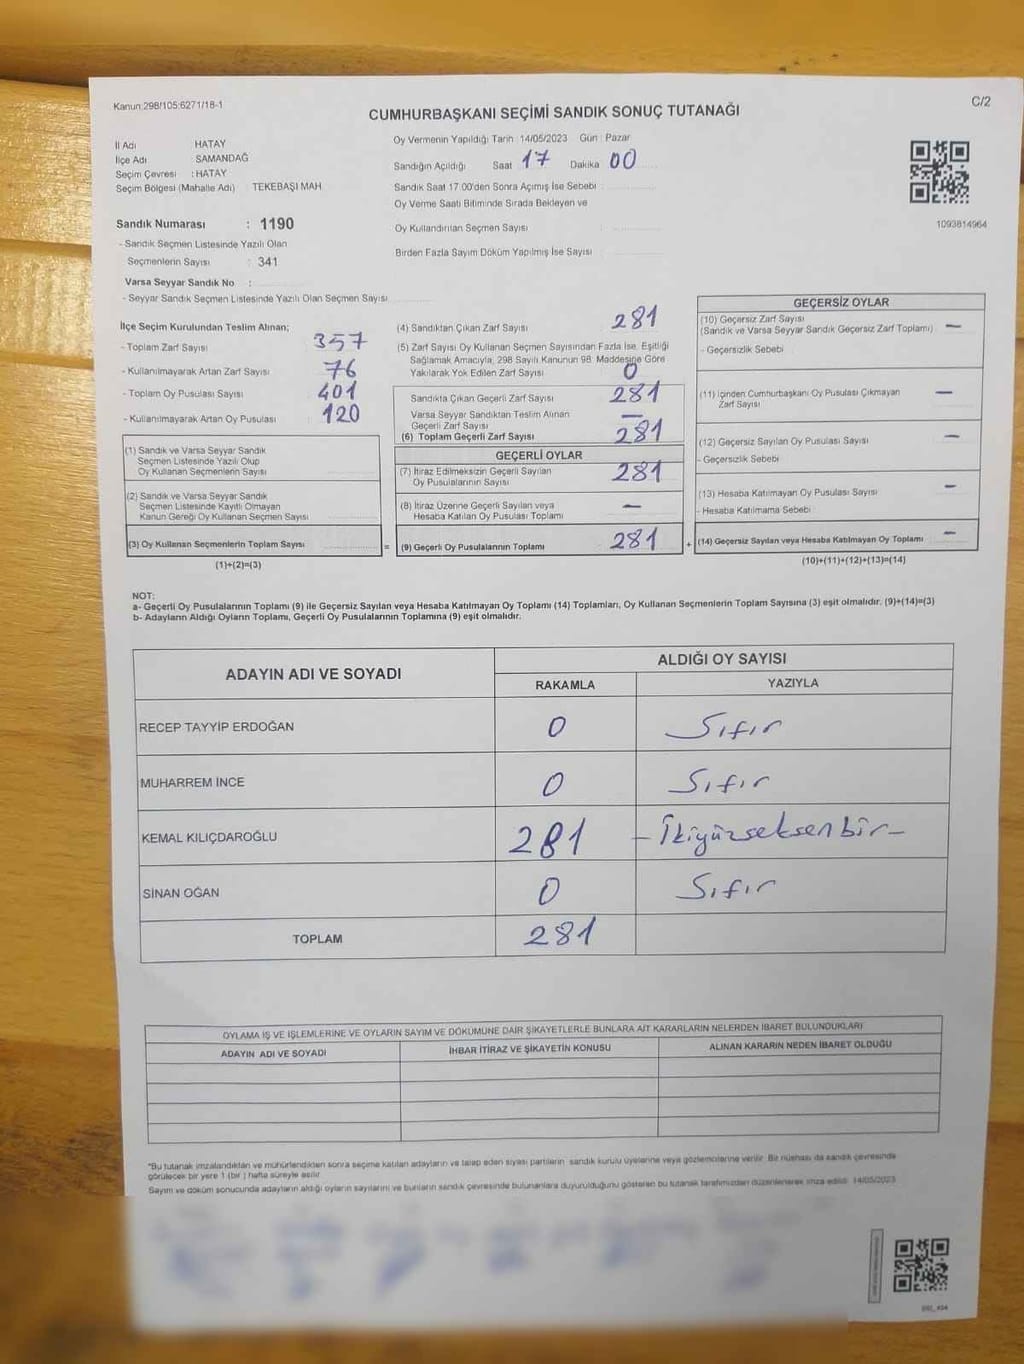 Kanun:298/105:6271/18-1
C/2
CUMHURBAŞKANI SEÇİMİ SANDIK SONUÇ TUTANAĞI
İl Adı HATAY
İlçe Adı SAMANDAĞ
Seçim Çevresi : HATAY
Seçim Bölgesi (Mahalle Adı) TEKEBAŞI MAH.
Oy Vermenin Yapıldığı Tarih : 14/05/2023 Gün : Pazar
Sandığın Açıldığı Saat 17 Dakika 00
Sandık Saat 17.00'den Sonra Açımış İse Sebebi
Oy Verme Saati Bitiminde Sırada Bekleyen ve
Oy Kullandırılan Seçmen Sayısı
Birden Fazla Sayım Döküm Yapılmış İse Sayısı
1093814964
Sandık Numarası : 1190
- Sandık Seçmen Listesinde Yazılı Olan
Seçmenlerin Sayısı : 341
Varsa Seyyar Sandık No :
- Seyyar Sandık Seçmen Listesinde Yazılı Olan Seçmen Sayısı
İlçe Seçim Kurulundan Teslim Alınan;
- Toplam Zarf Sayısı 357
- Kullanılmayarak Artan Zarf Sayısı 76
- Toplam Oy Pusulası Sayısı 401
- Kullanılmayarak Artan Oy Pusulası 120
(1) Sandık ve Varsa Seyyar Sandık
Seçmen Listesinde Yazılı Olup
Oy Kullanan Seçmenlerin Sayısı
(2) Sandık ve Varsa Seyyar Sandık
Seçmen Listesinde Kayıtlı Olmayan
Kanun Gereği Oy Kullanan Seçmen Sayısı
(3) Oy Kullanan Seçmenlerin Toplam Sayısı
(1)+(2)=(3)
=
(4) Sandıktan Çıkan Zarf Sayısı 281
(5) Zarf Sayısı Oy Kullanan Seçmen Sayısından Fazla İse, Eşitliği
Sağlamak Amacıyla, 298 Sayılı Kanunun 98. Maddesine Göre
Yakılarak Yok Edilen Zarf Sayısı 0
Sandıkta Çıkan Geçerli Zarf Sayısı 281
Varsa Seyyar Sandıktan Teslim Alınan
Geçerli Zarf Sayısı —
(6) Toplam Geçerli Zarf Sayısı 281
GEÇERLİ OYLAR
(7) İtiraz Edilmeksizin Geçerli Sayılan
Oy Pusulalarının Sayısı 281
(8) İtiraz Üzerine Geçerli Sayılan veya
Hesaba Katılan Oy Pusulası Toplamı —
(9) Geçerli Oy Pusulalarının Toplamı 281
+
GEÇERSİZ OYLAR
(10) Geçersiz Zarf Sayısı
(Sandık ve Varsa Seyyar Sandık Geçersiz Zarf Toplamı) —
- Geçersizlik Sebebi
(11) İçinden Cumhurbaşkanı Oy Pusulası Çıkmayan
Zarf Sayısı —
(12) Geçersiz Sayılan Oy Pusulası Sayısı —
- Geçersizlik Sebebi
(13) Hesaba Katılmayan Oy Pusulası Sayısı —
- Hesaba Katılmama Sebebi
(14) Geçersiz Sayılan veya Hesaba Katılmayan Oy Toplamı —
(10)+(11)+(12)+(13)=(14)
NOT:
a- Geçerli Oy Pusulalarının Toplamı (9) ile Geçersiz Sayılan veya Hesaba Katılmayan Oy Toplamı (14) Toplamları, Oy Kullanan Seçmenlerin Toplam Sayısına (3) eşit olmalıdır. (9)+(14)=(3)
b- Adayların Aldığı Oyların Toplamı, Geçerli Oy Pusulalarının Toplamına (9) eşit olmalıdır.
ADAYIN ADI VE SOYADI ALDIĞI OY SAYISI
RAKAMLA YAZIYLA
RECEP TAYYİP ERDOĞAN 0 Sıfır
MUHARREM İNCE 0 Sıfır
KEMAL KILIÇDAROĞLU 281 -İkiyüzseksenbir-
SİNAN OĞAN 0 Sıfır
TOPLAM 281
OYLAMA İŞ VE İŞLEMLERİNE VE OYLARIN SAYIM VE DÖKÜMÜNE DAİR ŞİKAYETLERLE BUNLARA AİT KARARLARIN NELERDEN İBARET BULUNDUKLARI
ADAYIN ADI VE SOYADI İHBAR İTİRAZ VE ŞİKAYETİN KONUSU ALINAN KARARIN NEDEN İBARET OLDUĞU
*Bu tutanak imzalandıktan ve mühürlendikten sonra seçime katılan adayların ve talep eden siyasi partilerin sandık kurulu üyelerine veya gözlemcilerine verilir. Bir nüshası da sandık çevresinde
görülecek bir yere 1 (bir ) hafta süreyle asılır.
Sayım ve döküm sonucunda adayların aldığı oyların sayılarını ve bunların sandık çevresinde bulunanlara duyurulduğunu gösteren bu tutanak tarafımızdan düzenlenerek imza edildi. 14/05/2023